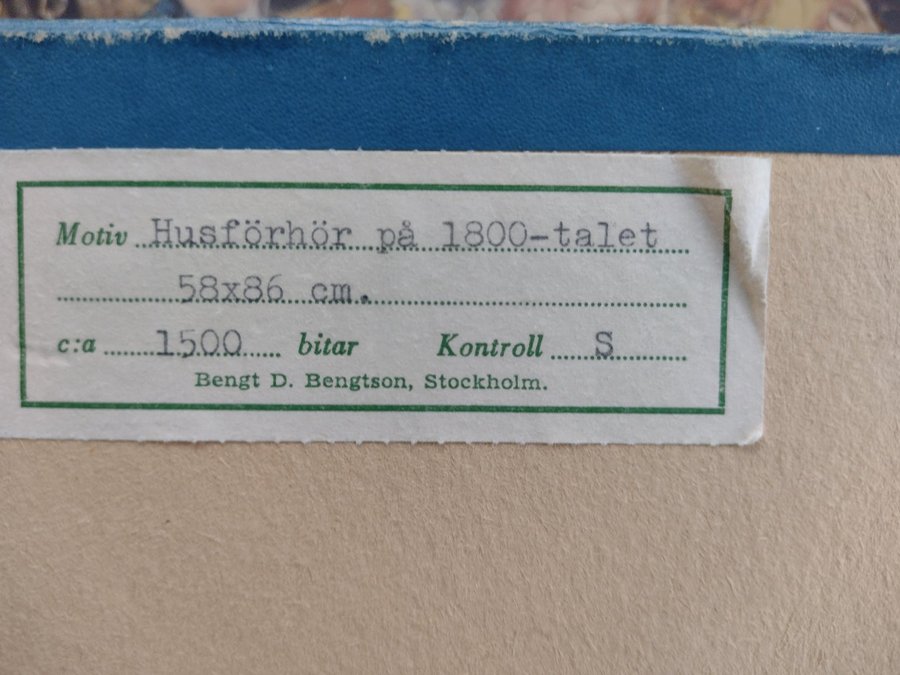 Motiv Husförhör på 1800-talet
58x86 cm.
c:a 1500 bitar Kontroll S
Bengt D. Bengtson, Stockholm.